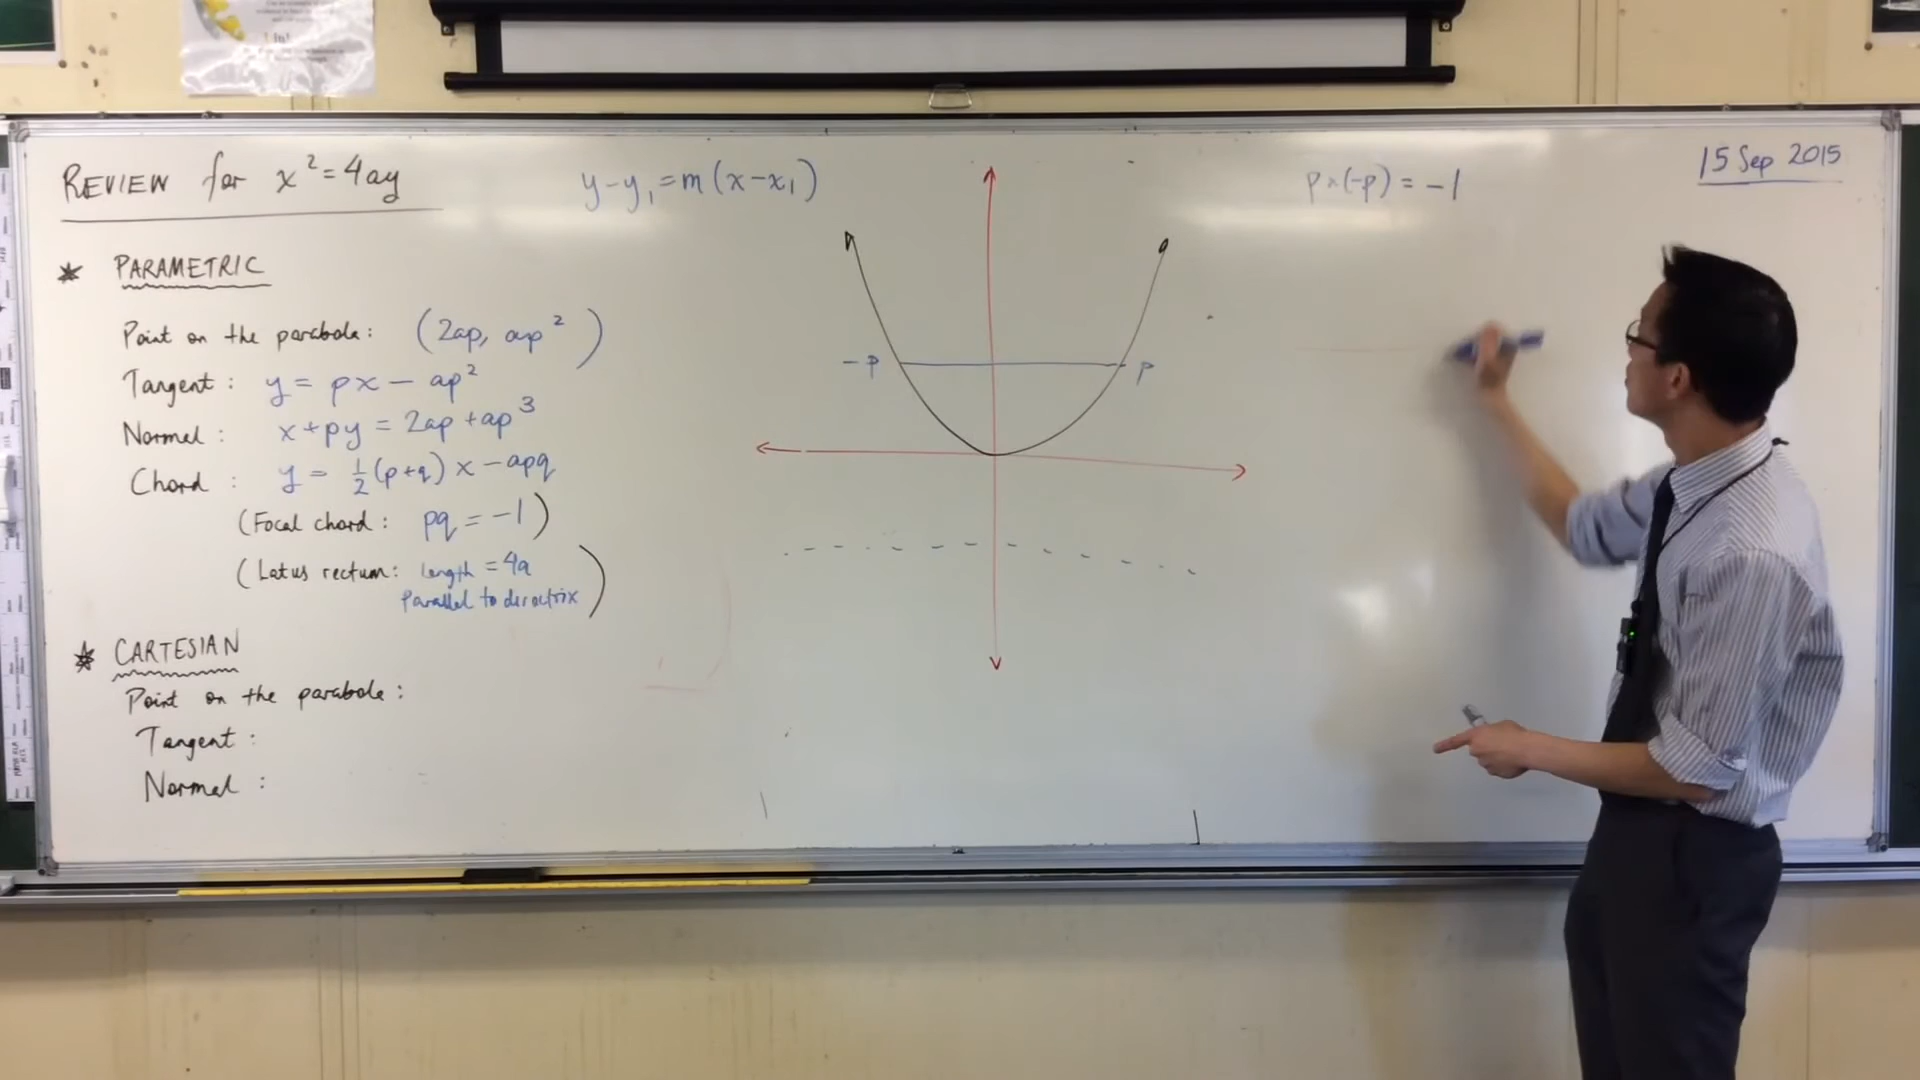 REVIEW for x² = 4ay
y - y₁ = m(x - x₁)
p × (-p) = -1
15 Sep 2015
* PARAMETRIC
Point on the parabola: (2ap, ap²)
Tangent: y = px - ap²
Normal: x + py = 2ap + ap³
Chord: y = ½(p+q)x - apq
(Focal chord: pq = -1)
(Latus rectum: length = 4a
parallel to directrix)
-p
p
* CARTESIAN
Point on the parabola:
Tangent:
Normal: